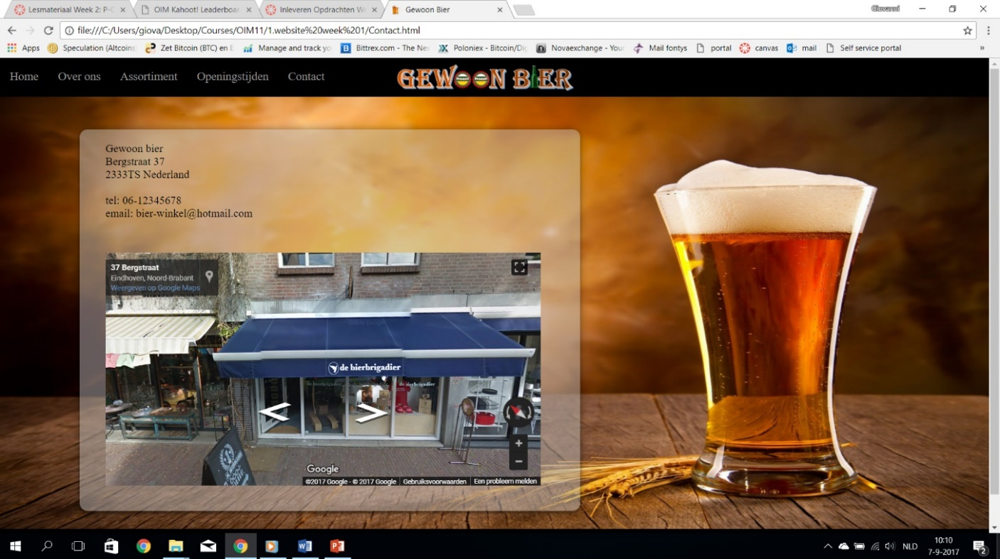 Lesmateriaal Week 2: P-C
OIM Kahoot! Leaderboar
Inleveren Opdrachten W
Gewoon Bier
Giovanni
file:///C:/Users/giova/Desktop/Courses/OIM11/1.website%20week%201/Contact.html
Apps
Speculation (Altcoins
Zet Bitcoin (BTC) en E
Manage and track yo
Bittrex.com - The Nex
Poloniex - Bitcoin/Dig
Novaexchange - Your
Mail fontys
portal
canvas
mail
Self service portal
»
Home
Over ons
Assortiment
Openingstijden
Contact
GEWOON BIER
Gewoon bier
Bergstraat 37
2333TS Nederland
tel: 06-12345678
email: bier-winkel@hotmail.com
37 Bergstraat
Eindhoven, Noord-Brabant
Weergeven op Google Maps
de bierbrigadier
de bierbrigadier
de bierbrigadier
Google
©2017 Google - © 2017 Google
Gebruiksvoorwaarden
Een probleem melden
NLD
10:10
7-9-2017
2